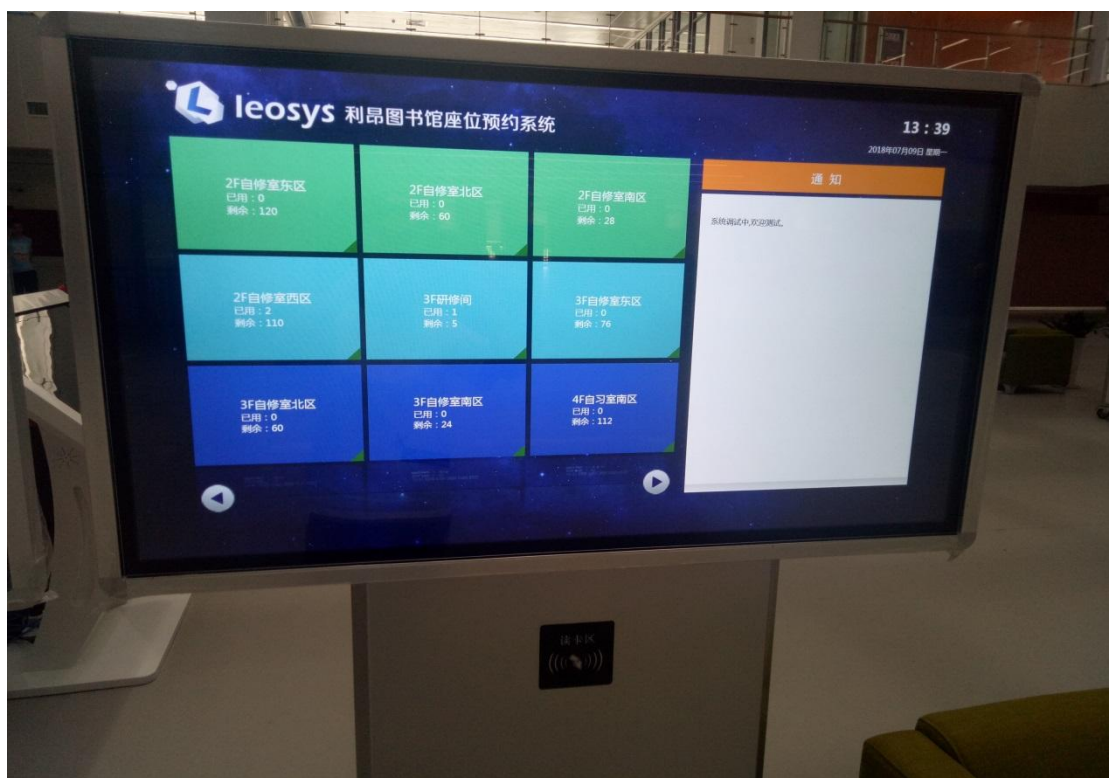 leosys 利昂图书馆座位预约系统
13:39
2018年07月09日 星期一
2F自修室东区
已用：0
剩余：120
2F自修室北区
已用：0
剩余：60
2F自修室南区
已用：0
剩余：28
2F自修室西区
已用：2
剩余：110
3F研修间
已用：1
剩余：5
3F自修室东区
已用：0
剩余：76
3F自修室北区
已用：0
剩余：60
3F自修室南区
已用：0
剩余：24
4F自习室南区
已用：0
剩余：112
通 知
系统调试中,欢迎测试。
读卡区